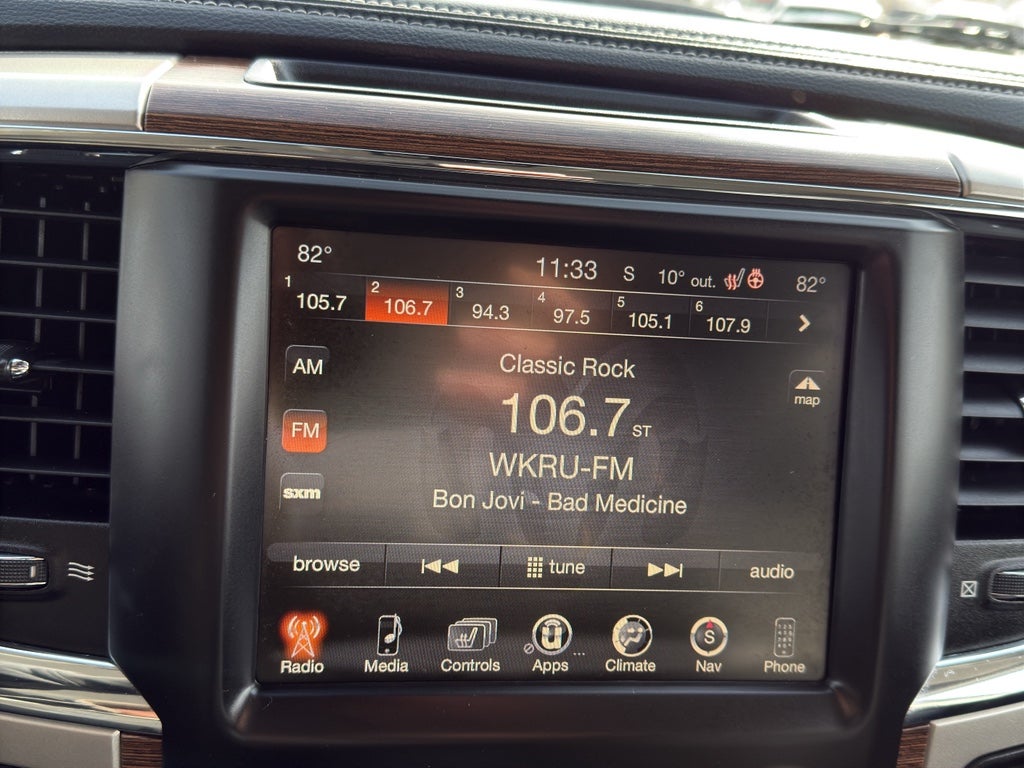 82° 11:33 S 10° out. 82°
1 105.7 2 106.7 3 94.3 4 97.5 5 105.1 6 107.9
AM
Classic Rock
map
106.7 ST
FM
WKRU-FM
sxm
Bon Jovi - Bad Medicine
browse tune audio
Radio Media Controls Apps ... Climate Nav Phone
S